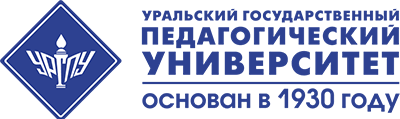 УРГПУ
УРАЛЬСКИЙ ГОСУДАРСТВЕННЫЙ
ПЕДАГОГИЧЕСКИЙ
УНИВЕРСИТЕТ
ОСНОВАН В 1930 ГОДУ